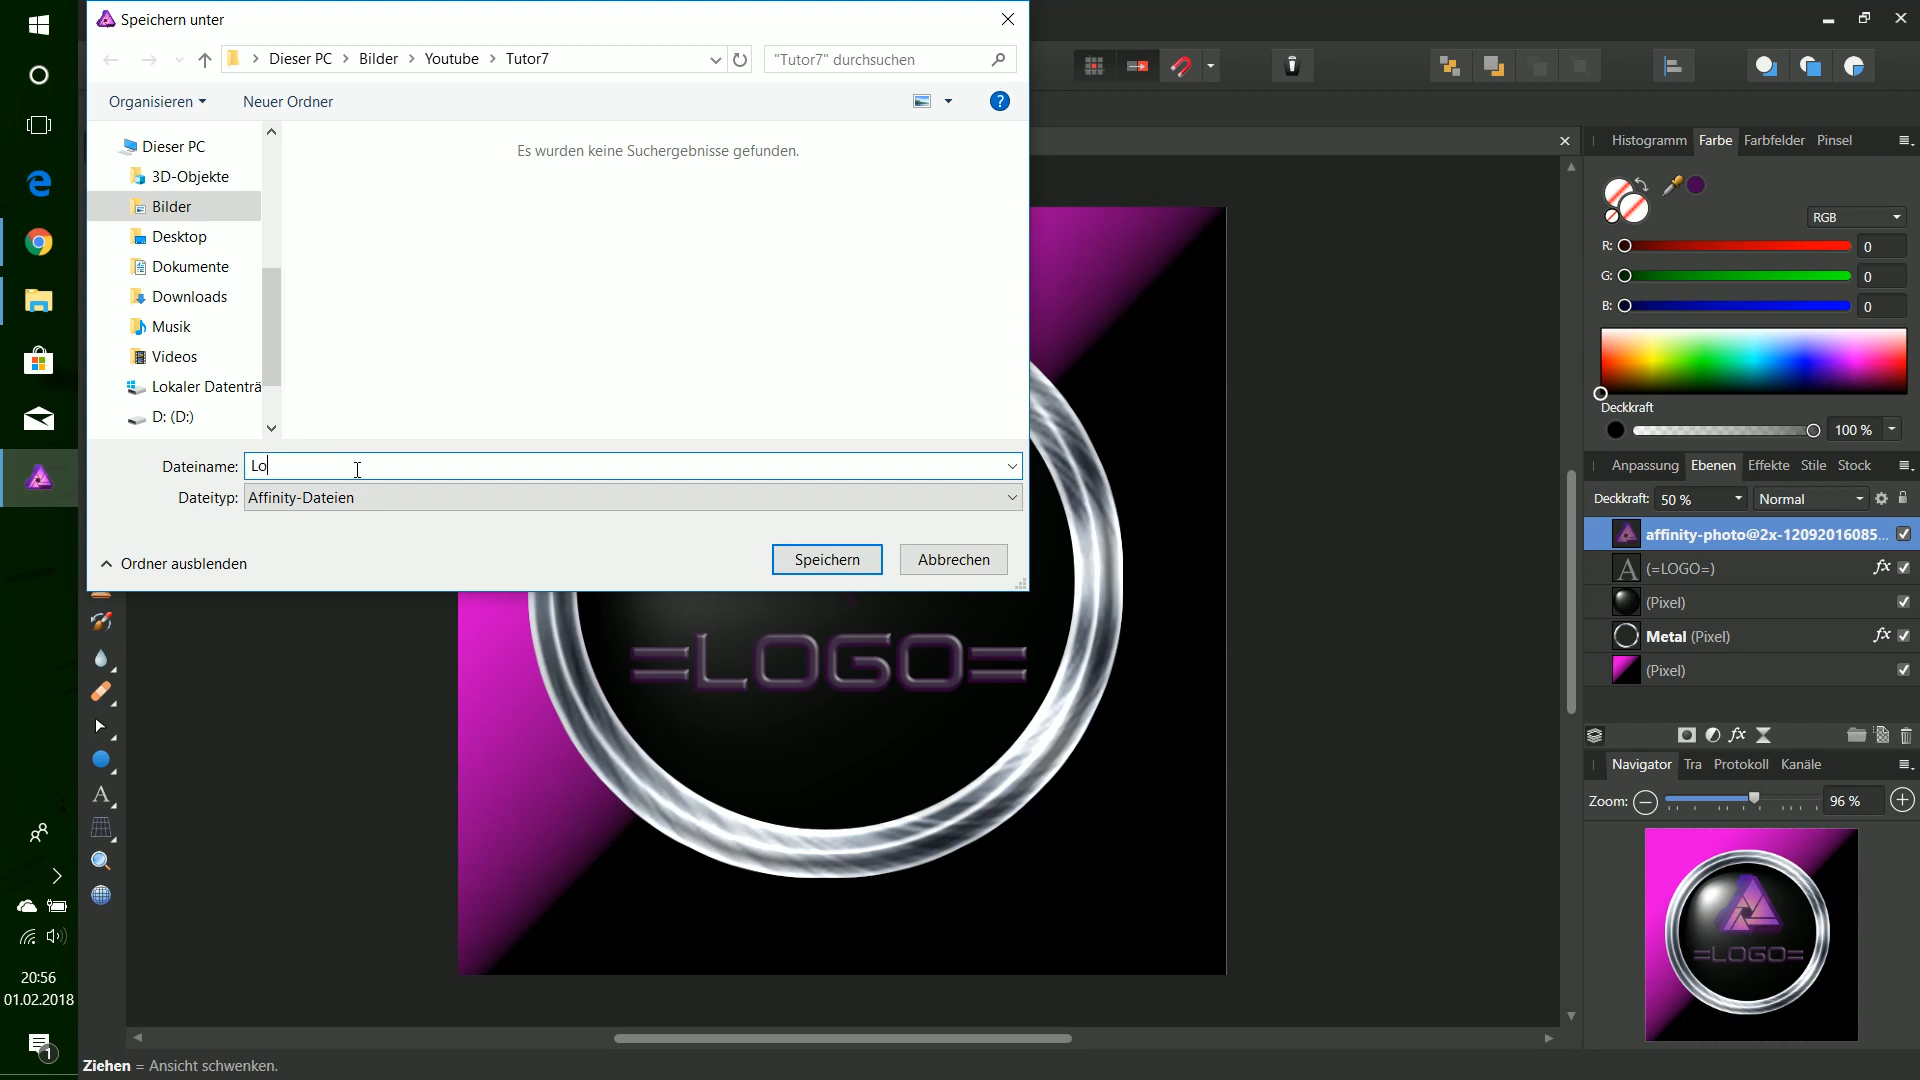 Speichern unter
Dieser PC
Bilder
Youtube
Tutor7
"Tutor7" durchsuchen
Organisieren
Neuer Ordner
?
Dieser PC
3D-Objekte
Bilder
Desktop
Dokumente
Downloads
Musik
Videos
Lokaler Datenträ
D: (D:)
Es wurden keine Suchergebnisse gefunden.
Dateiname: Lo
Dateityp: Affinity-Dateien
Ordner ausblenden
Speichern
Abbrechen
=LOGO=
Histogramm Farbe Farbfelder Pinsel
RGB
R: 0
G: 0
B: 0
Deckkraft
100 %
Anpassung Ebenen Effekte Stile Stock
Deckkraft: 50 % Normal
affinity-photo@2x-12092016085...
A (=LOGO=) fx
(Pixel)
Metal (Pixel) fx
(Pixel)
fx
Navigator Tra Protokoll Kanäle
Zoom: 96 %
=LOGO=
20:56
01.02.2018
1
Ziehen = Ansicht schwenken.